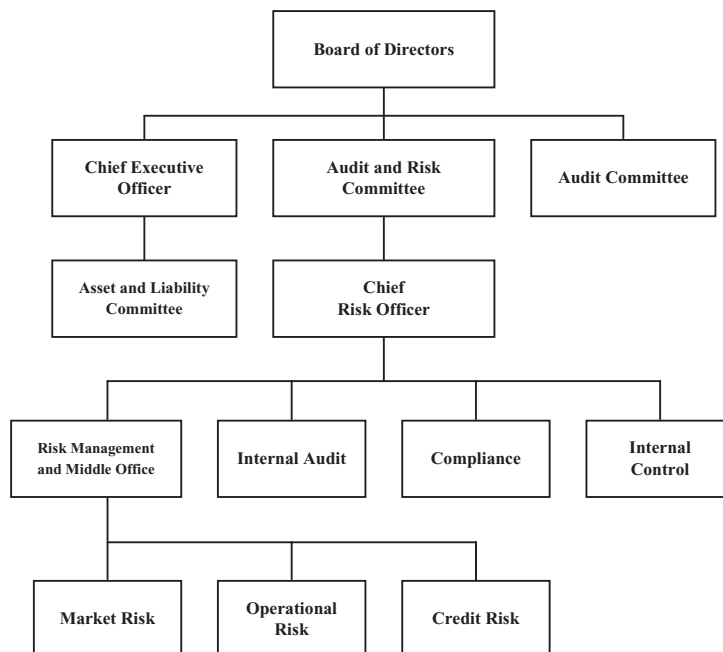 Board of Directors
Chief Executive
Officer
Audit and Risk
Committee
Audit Committee
Asset and Liability
Committee
Chief
Risk Officer
Risk Management
and Middle Office
Internal Audit
Compliance
Internal
Control
Market Risk
Operational
Risk
Credit Risk